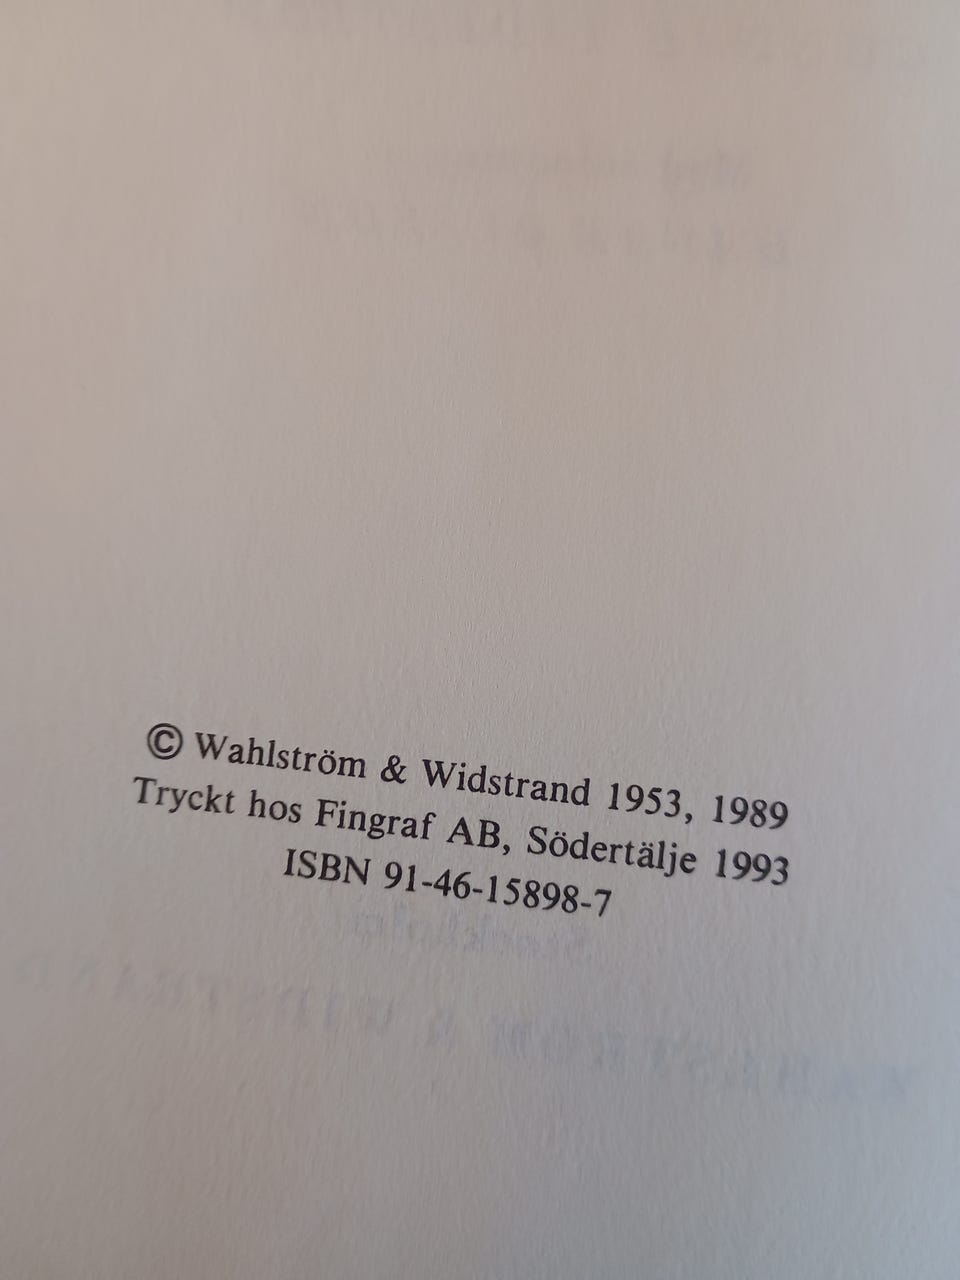 © Wahlström & Widstrand 1953, 1989
Tryckt hos Fingraf AB, Södertälje 1993
ISBN 91-46-15898-7